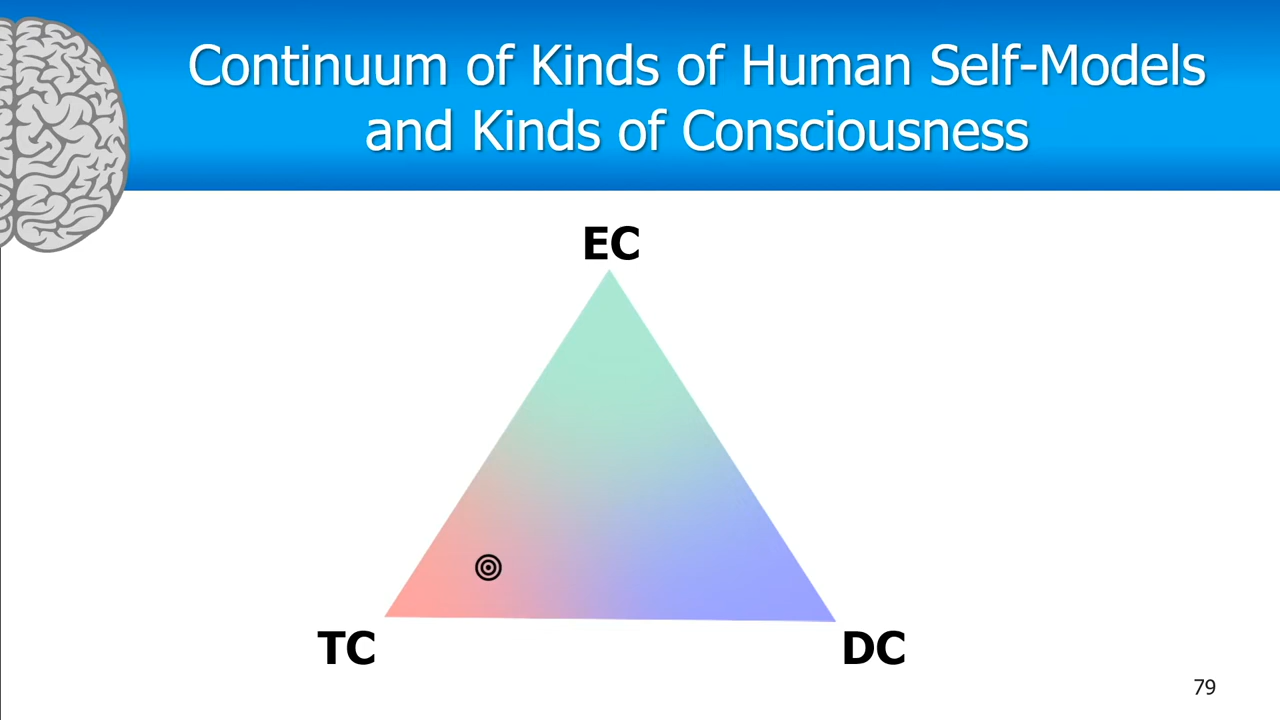 Continuum of Kinds of Human Self-Models
and Kinds of Consciousness
EC
TC
DC
79